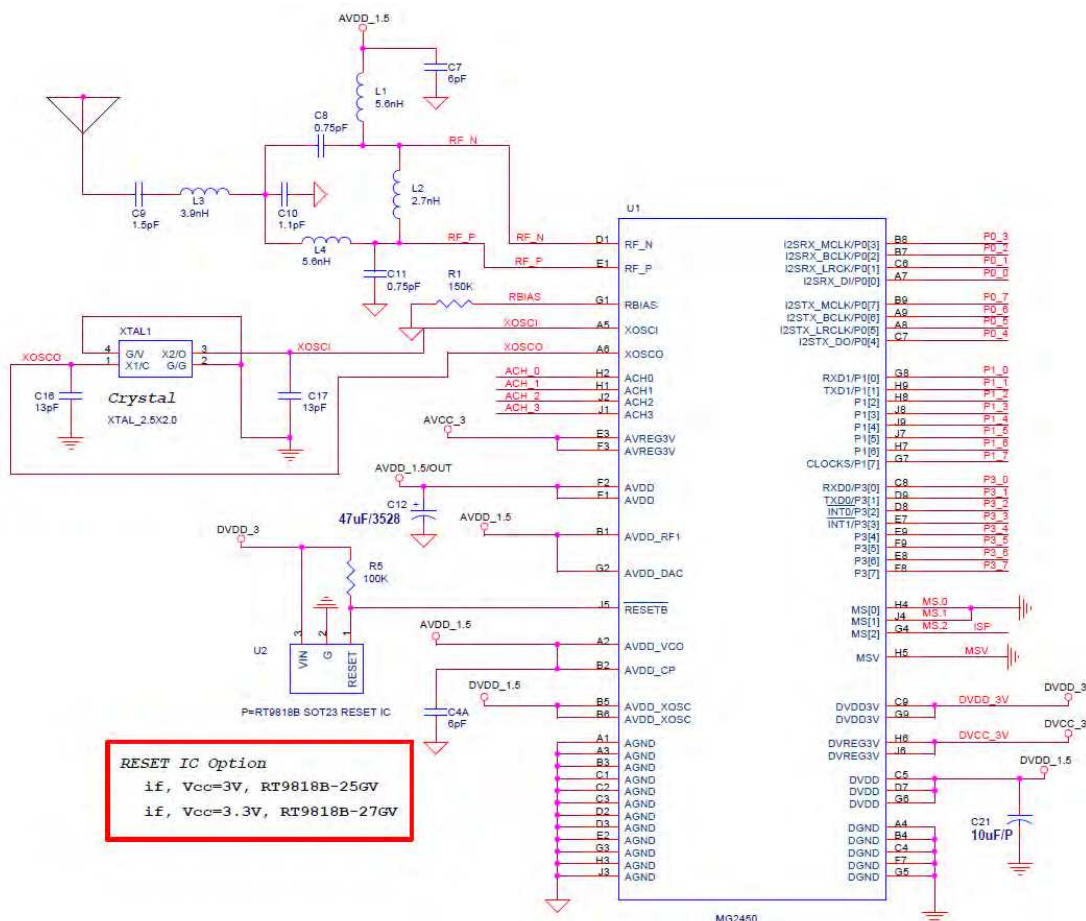 AVDD_1.5
C7
6pF
L1
5.6nH
C8
0.75pF
RF_N
L2
2.7nH
C9
1.5pF
L3
3.9nH
C10
1.1pF
L4
5.6nH
RF_P
C11
0.75pF
R1
150K
RF_N
RF_P
RBIAS
XOSCI
XOSCO
XTAL1
4 G/V X2/O 3
1 X1/C G/G 2
XOSCO
XOSCI
C16
13pF
Crystal
XTAL_2.5X2.0
C17
13pF
ACH_0
ACH_1
ACH_2
ACH_3
AVCC_3
AVDD_1.5/OUT
C12
+
47uF/3528
AVDD_1.5
DVDD_3
R5
100K
U2
3 VIN
2 G
1 RESET
P=RT9818B SOT23 RESET IC
AVDD_1.5
C4A
6pF
DVDD_1.5
RESET IC Option
if, Vcc=3V, RT9818B-25GV
if, Vcc=3.3V, RT9818B-27GV
U1
D1 RF_N
E1 RF_P
G1 RBIAS
A5 XOSCI
A6 XOSCO
H2 ACH0
H1 ACH1
J2 ACH2
J1 ACH3
E3 AVREG3V
F3 AVREG3V
F2 AVDD
F1 AVDD
B1 AVDD_RF1
G2 AVDD_DAC
J5 RESETB
A2 AVDD_VCO
B2 AVDD_CP
B5 AVDD_XOSC
B6 AVDD_XOSC
A1 AGND
A3 AGND
B3 AGND
C1 AGND
C2 AGND
C3 AGND
D2 AGND
D3 AGND
E2 AGND
G3 AGND
H3 AGND
J3 AGND
I2SRX_MCLK/P0[3] B8 P0_3
I2SRX_BCLK/P0[2] B7 P0_2
I2SRX_LRCK/P0[1] C6 P0_1
I2SRX_DI/P0[0] A7 P0_0
I2STX_MCLK/P0[7] B9 P0_7
I2STX_BCLK/P0[6] A9 P0_6
I2STX_LRCLK/P0[5] A8 P0_5
I2STX_DO/P0[4] C7 P0_4
RXD1/P1[0] G8 P1_0
TXD1/P1[1] H9 P1_1
P1[2] H8 P1_2
P1[3] J8 P1_3
P1[4] J9 P1_4
P1[5] J7 P1_5
P1[6] H7 P1_6
CLOCKS/P1[7] G7 P1_7
RXD0/P3[0] C8 P3_0
TXD0/P3[1] D9 P3_1
INT0/P3[2] D8 P3_2
INT1/P3[3] E7 P3_3
P3[4] E9 P3_4
P3[5] F9 P3_5
P3[6] E8 P3_6
P3[7] F8 P3_7
MS[0] H4 MS.0
MS[1] J4 MS.1
MS[2] G4 MS.2 ISP
MSV H5 MSV
DVDD_3
DVDD3V C9 DVDD_3V
DVDD3V G9
DVCC_3
DVREG3V H6 DVCC_3V
DVREG3V J6
DVDD_1.5
DVDD C5
DVDD D7
DVDD G6
C21
10uF/P
DGND A4
DGND B4
DGND C4
DGND F7
DGND G5
MG2450